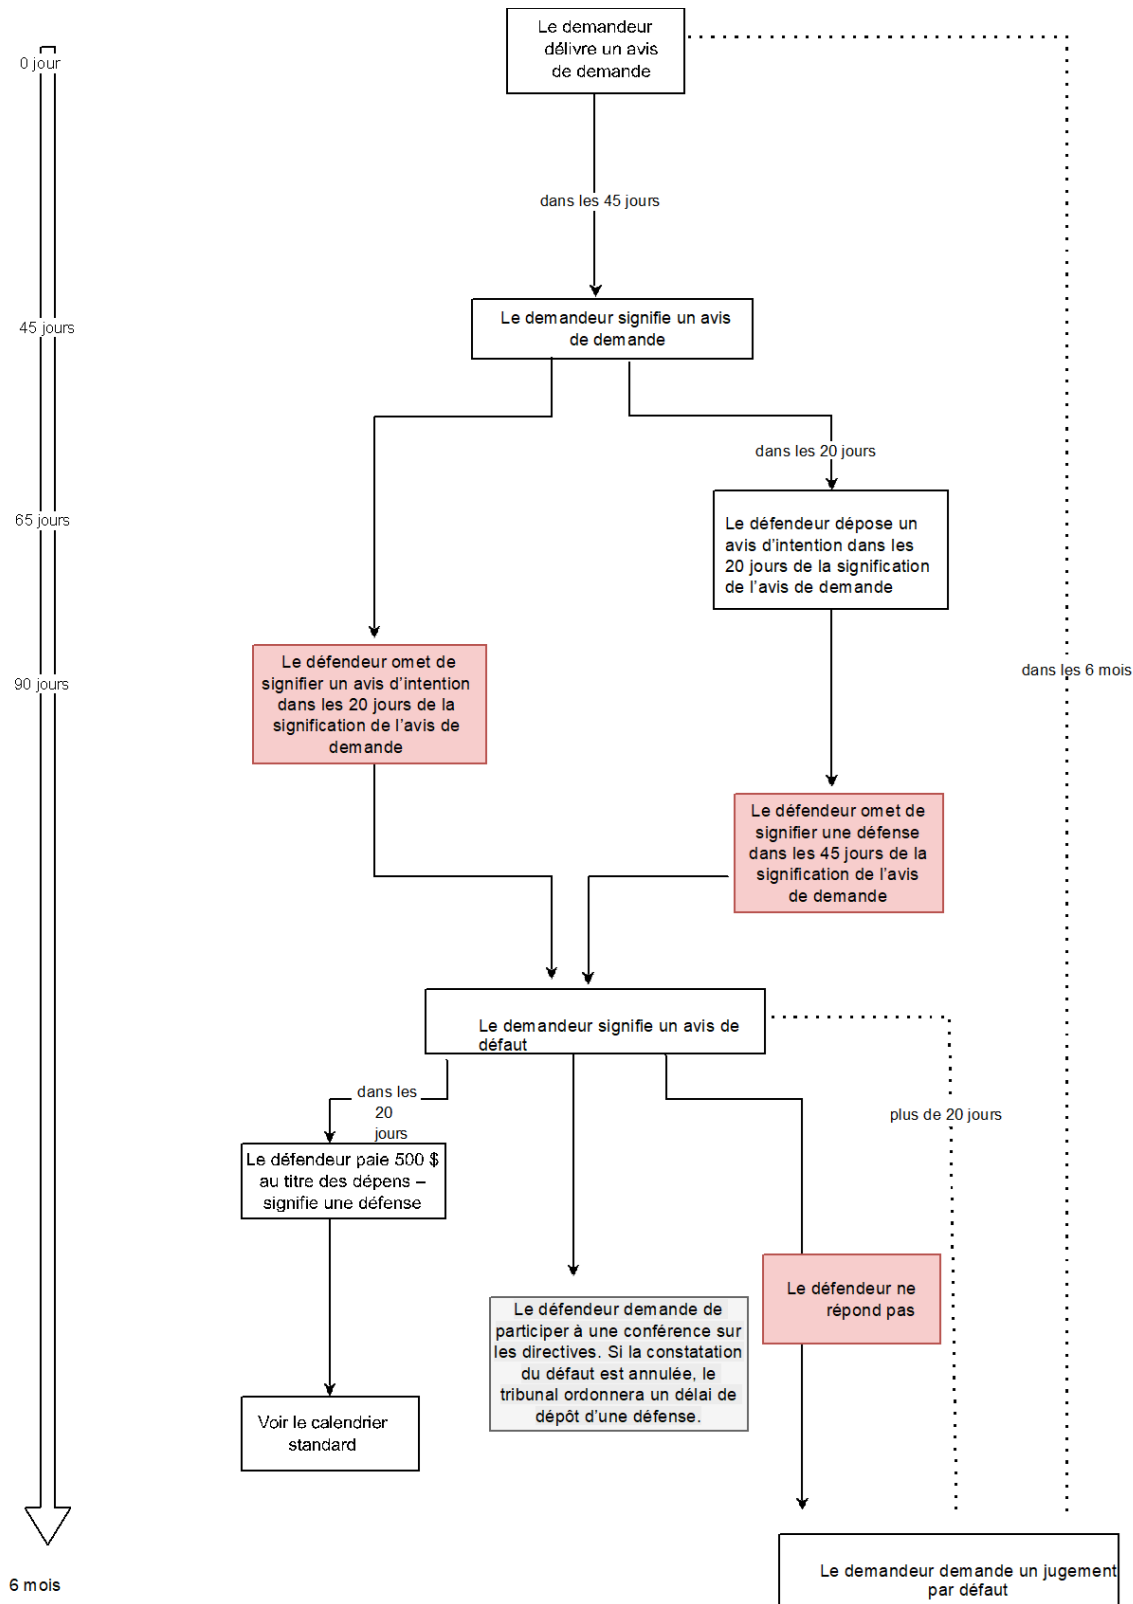 Le demandeur
délivre un avis
de demande
0 jour
dans les 45 jours
Le demandeur signifie un avis
de demande
45 jours
dans les 20 jours
Le défendeur dépose un
avis d'intention dans les
20 jours de la signification
de l'avis de demande
65 jours
Le défendeur omet de
signifier un avis d'intention
dans les 20 jours de la
signification de l'avis de
demande
90 jours
dans les 6 mois
Le défendeur omet de
signifier une défense
dans les 45 jours de la
signification de l'avis
de demande
Le demandeur signifie un avis de
défaut
dans les
20
jours
plus de 20 jours
Le défendeur paie 500 $
au titre des dépens –
signifie une défense
Le défendeur ne
répond pas
Le défendeur demande de
participer à une conférence sur
les directives. Si la constatation
du défaut est annulée, le
tribunal ordonnera un délai de
dépôt d'une défense.
Voir le calendrier
standard
Le demandeur demande un jugement
par défaut
6 mois